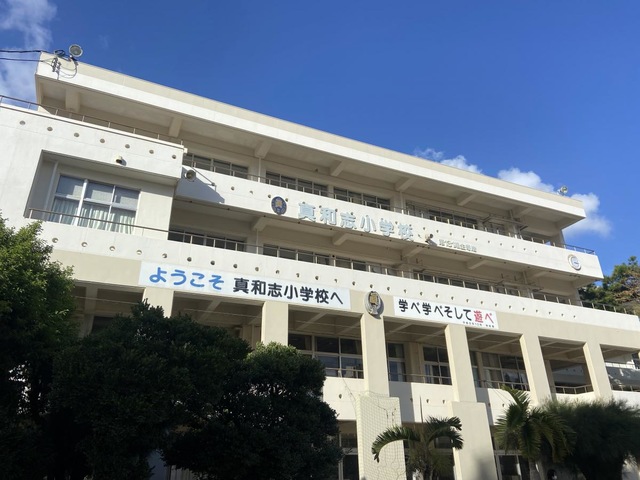 真和志小学校
ようこそ 真和志小学校へ
学べ学べそして遊べ